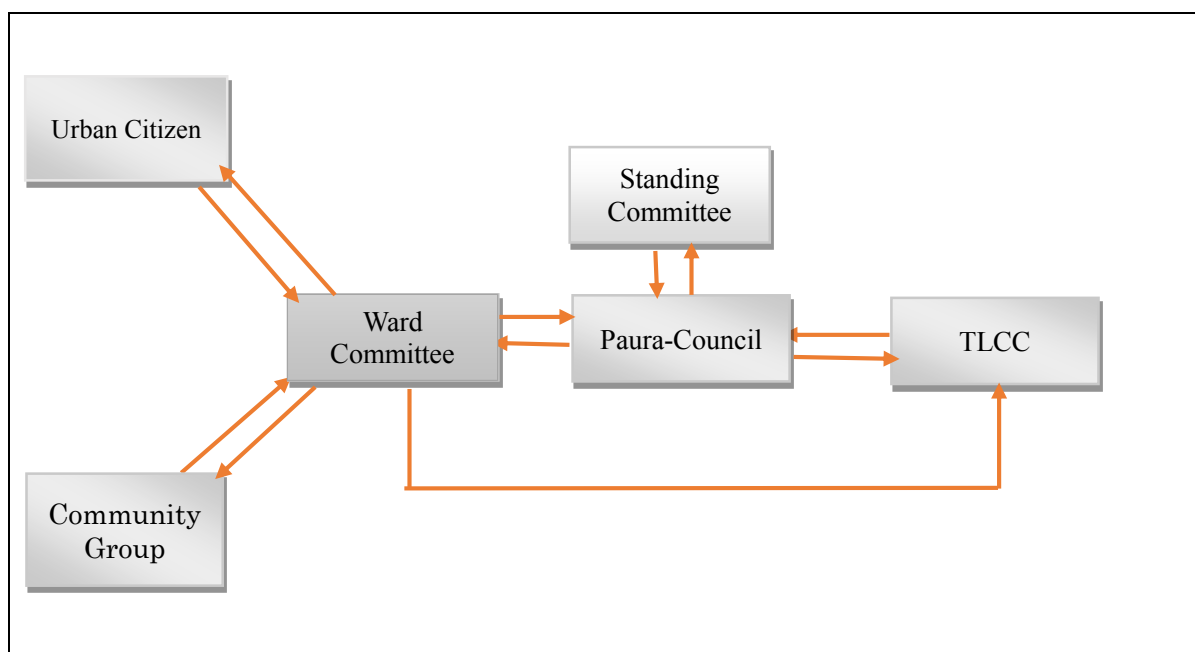 Urban Citizen
Standing
Committee
Ward
Committee
Paura-Council
TLCC
Community
Group